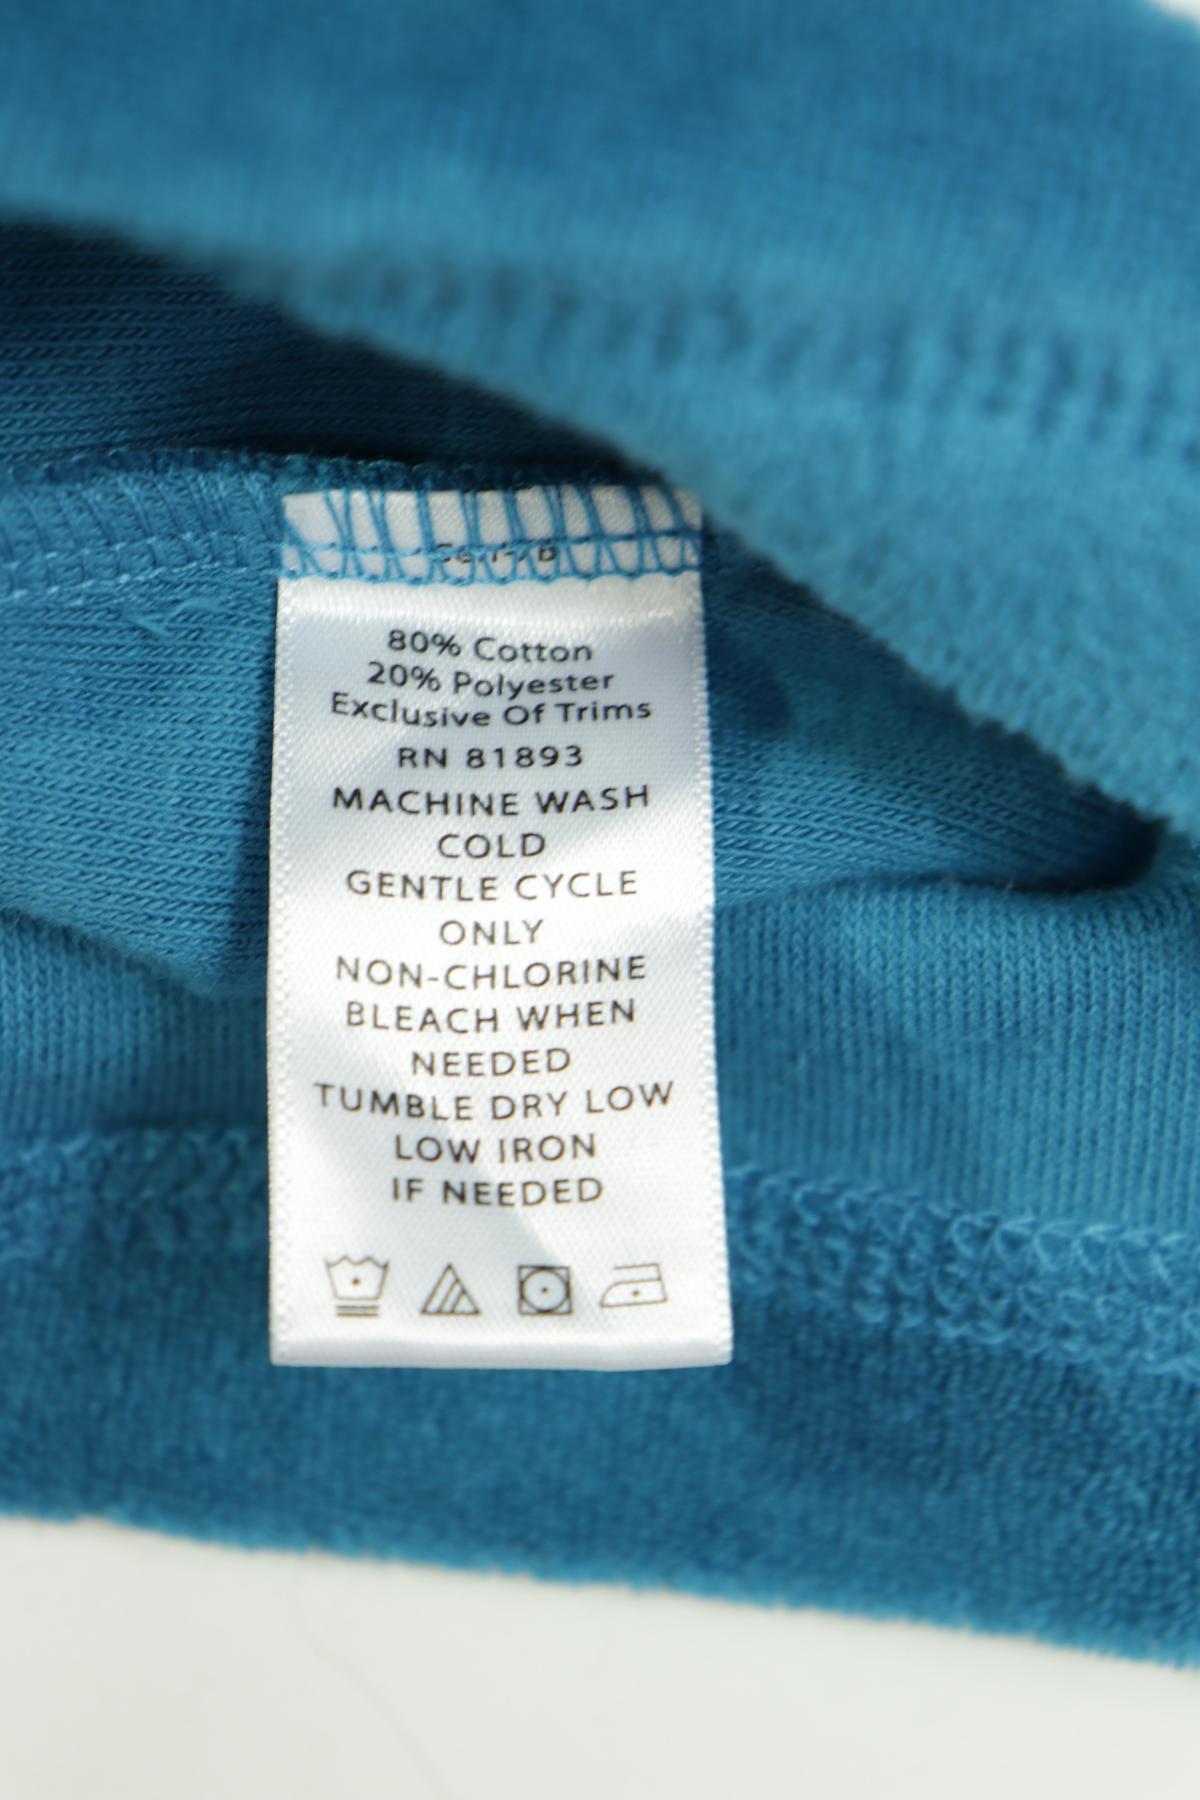 80% Cotton
20% Polyester
Exclusive Of Trims
RN 81893
MACHINE WASH
COLD
GENTLE CYCLE
ONLY
NON-CHLORINE
BLEACH WHEN
NEEDED
TUMBLE DRY LOW
LOW IRON
IF NEEDED